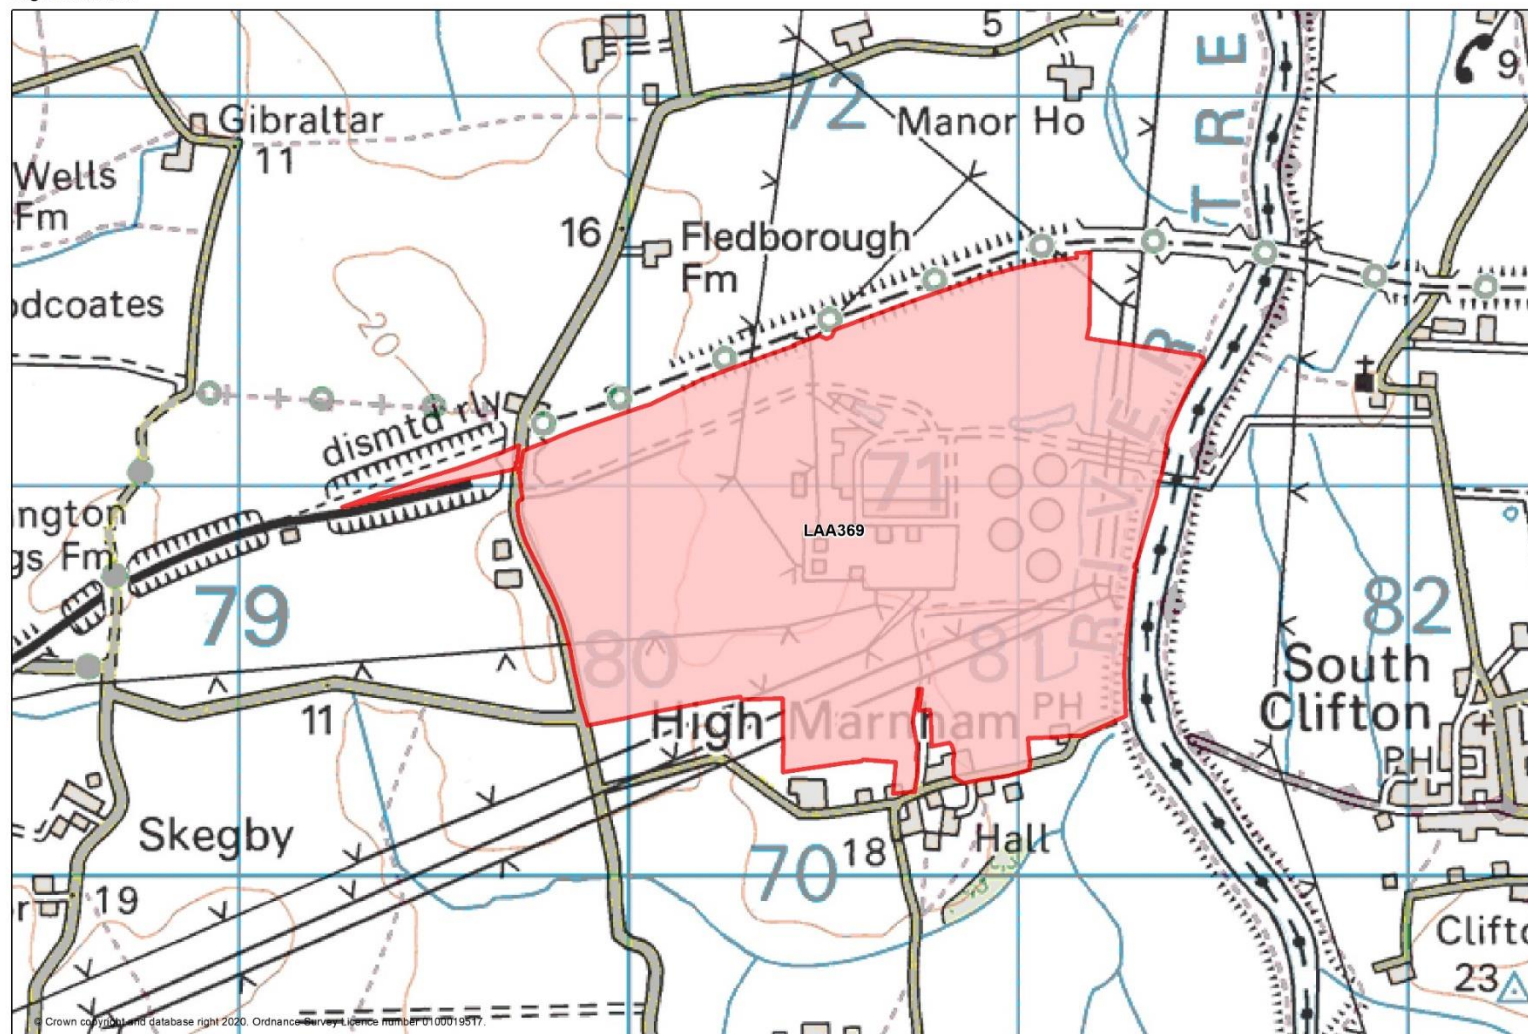 5
72
TRE
9
Gibraltar
11
Manor Ho
Wells
Fm
16
Fledborough
Fm
odcoates
20
RIVER
dismtd rly
71
ington
gs Fm
LAA369
79
80
81
82
South
Clifton
High Marnham
PH
11
PH
Skegby
18
Hall
70
19
Clifto
23
© Crown copyright and database right 2020. Ordnance Survey Licence number 0100019517.